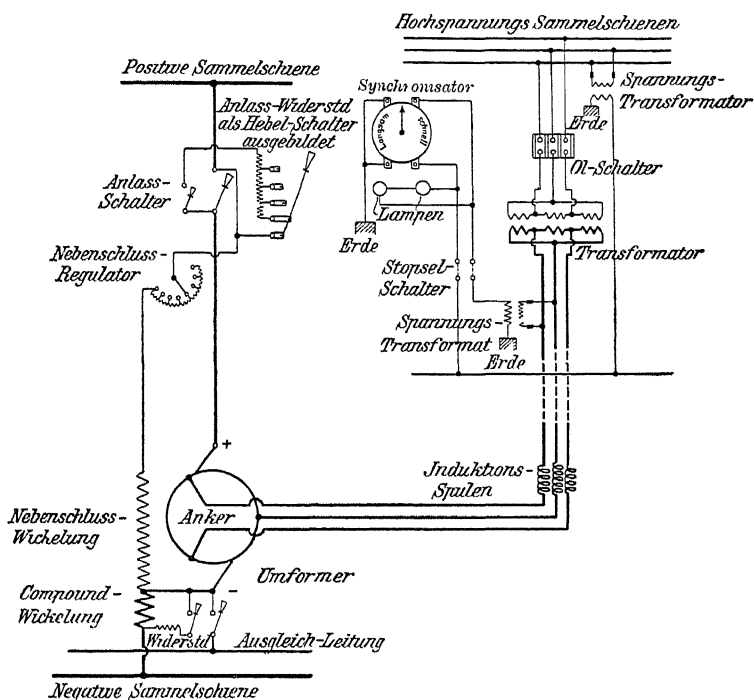 Hochspannungs Sammelschienen
Positive Sammelschiene
Synchronisator
Langsam
schnell
Spannungs-
Transformator
Erde
Anlass-Widerstd
als Hebel-Schalter
ausgebildet
Öl-Schalter
Anlass-
Schalter
Lampen
Erde
Transformator
Nebenschluss-
Regulator
Stöpsel-
Schalter
Spannungs-
Transformat
Erde
+
Induktions-
Spulen
Nebenschluss-
Wickelung
Anker
Umformer
Compound-
Wickelung
-
Widerstd
Ausgleich-Leitung
Negative Sammelschiene